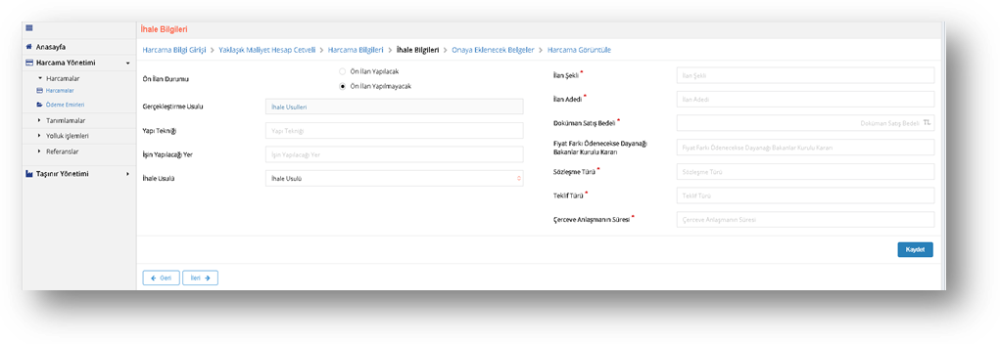 İhale Bilgileri
Harcama Bilgi Girişi > Yaklaşık Maliyet Hesap Cetvelli > Harcama Bilgileri > İhale Bilgileri > Onaya Eklenecek Belgeler > Harcama Görüntüle
Anasayfa
Harcama Yönetimi
Harcamalar
Harcamalar
Ödeme Emirleri
Tanımlamalar
Yolluk işlemleri
Referanslar
Taşınır Yönetimi
Ön İlan Durumu
Ön İlan Yapılacak
Ön İlan Yapılmayacak
Gerçekleştirme Usulu
İhale Usulleri
Yapı Tekniği
Yapı Tekniği
İşin Yapılacağı Yer
İşin Yapılacağı Yer
İhale Usulü
İhale Usulü
İlan Şekli *
İlan Şekli
İlan Adedi *
İlan Adedi
Doküman Satış Bedeli *
Doküman Satış Bedeli TL
Fiyat Farkı Ödenecekse Dayanağı
Bakanlar Kurulu Kararı
Fiyat Farkı Ödenecekse Dayanağı Bakanlar Kurulu Kararı
Sözleşme Türü *
Sözleşme Türü
Teklif Türü *
Teklif Türü
Çerceve Anlaşmanın Süresi *
Çerceve Anlaşmanın Süresi
Kaydet
Geri
İleri